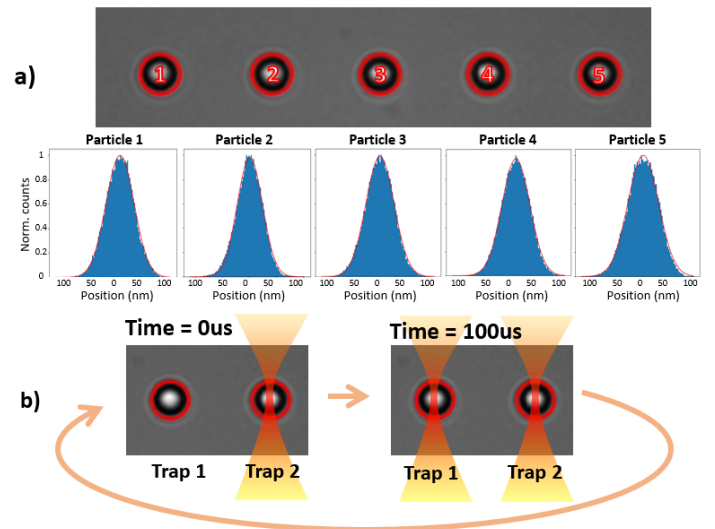 a)
1 2 3 4 5
Particle 1 Particle 2 Particle 3 Particle 4 Particle 5
Norm. counts
1
0.8
0.6
0.4
0.2
0
100 50 0 50 100 100 50 0 50 100 100 50 0 50 100 100 50 0 50 100 100 50 0 50 100
Position (nm) Position (nm) Position (nm) Position (nm) Position (nm)
b)
Time = 0us Time = 100us
Trap 1 Trap 2 Trap 1 Trap 2